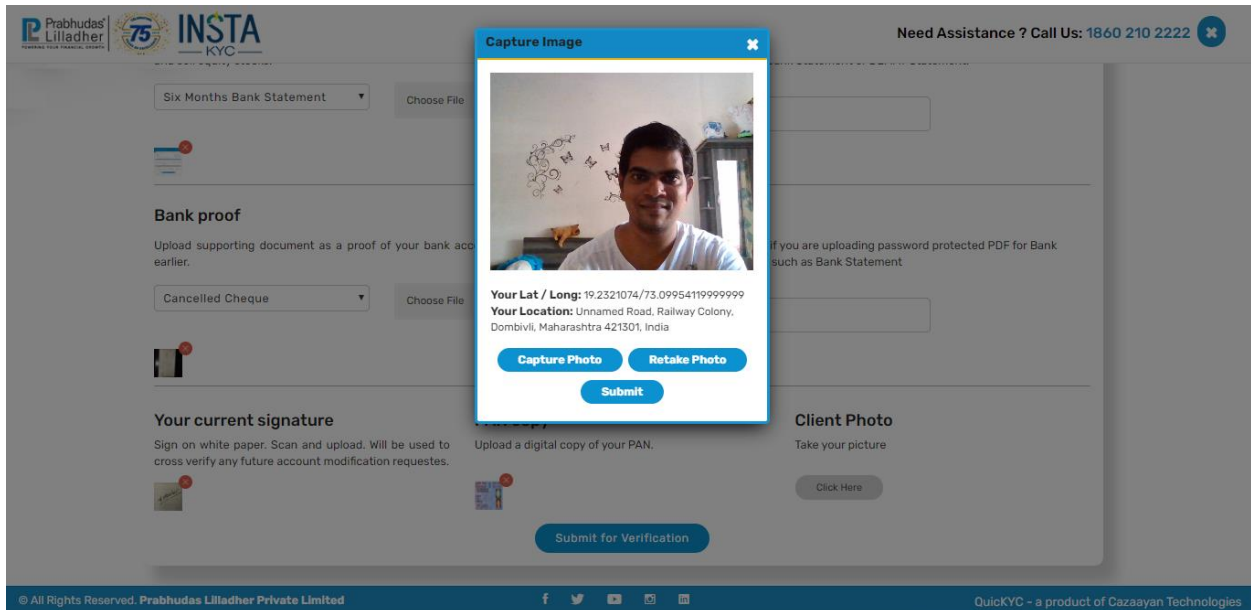 Prabhudas
Lilladher
POWERING YOUR FINANCIAL GROWTH
75
INSTA
KYC
Need Assistance ? Call Us: 1860 210 2222
Capture Image
Six Months Bank Statement
Choose File
Bank proof
Upload supporting document as a proof of your bank acc
if you are uploading password protected PDF for Bank
earlier.
such as Bank Statement
Cancelled Cheque
Choose File
Your Lat / Long: 19.2321074/73.09954119999999
Your Location: Unnamed Road, Railway Colony,
Dombivli, Maharashtra 421301, India
Capture Photo
Retake Photo
Submit
Your current signature
Sign on white paper. Scan and upload. Will be used to
cross verify any future account modification requestes.
Upload a digital copy of your PAN.
Client Photo
Take your picture
Click Here
Submit for Verification
© All Rights Reserved. Prabhudas Lilladher Private Limited
QuicKYC - a product of Cazaayan Technologies